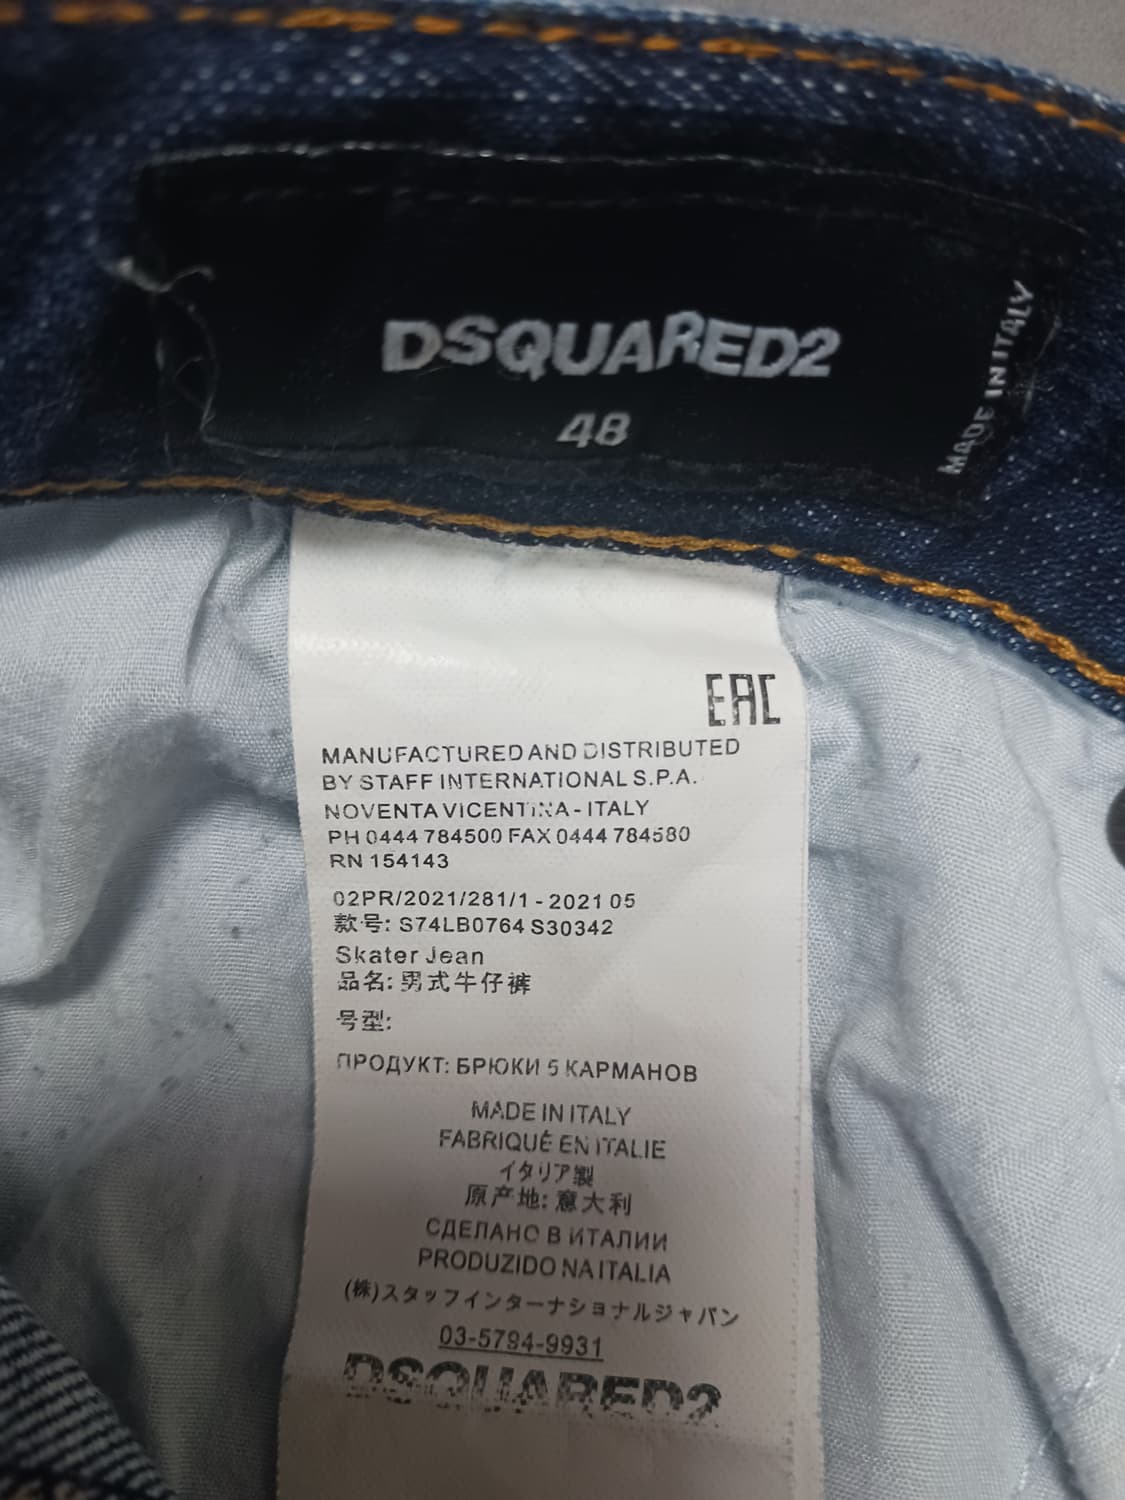 DSQUARED2
48
MADE IN ITALY
EAC
MANUFACTURED AND DISTRIBUTED
BY STAFF INTERNATIONAL S.P.A.
NOVENTA VICENTINA - ITALY
PH 0444 784500 FAX 0444 784580
RN 154143
02PR/2021/281/1 - 2021 05
款号: S74LB0764 S30342
Skater Jean
品名: 男式牛仔裤
号型:
ПРОДУКТ: БРЮКИ 5 КАРМАНОВ
MADE IN ITALY
FABRIQUÉ EN ITALIE
イタリア製
原产地: 意大利
СДЕЛАНО В ИТАЛИИ
PRODUZIDO NA ITALIA
(株)スタッフインターナショナルジャパン
03-5794-9931
DSQUARED2